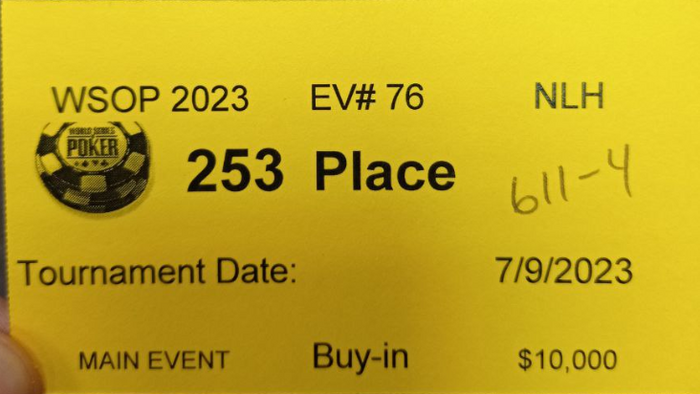 WSOP 2023 EV# 76 NLH
WORLD SERIES
POKER
253 Place
611-4
Tournament Date: 7/9/2023
MAIN EVENT Buy-in $10,000